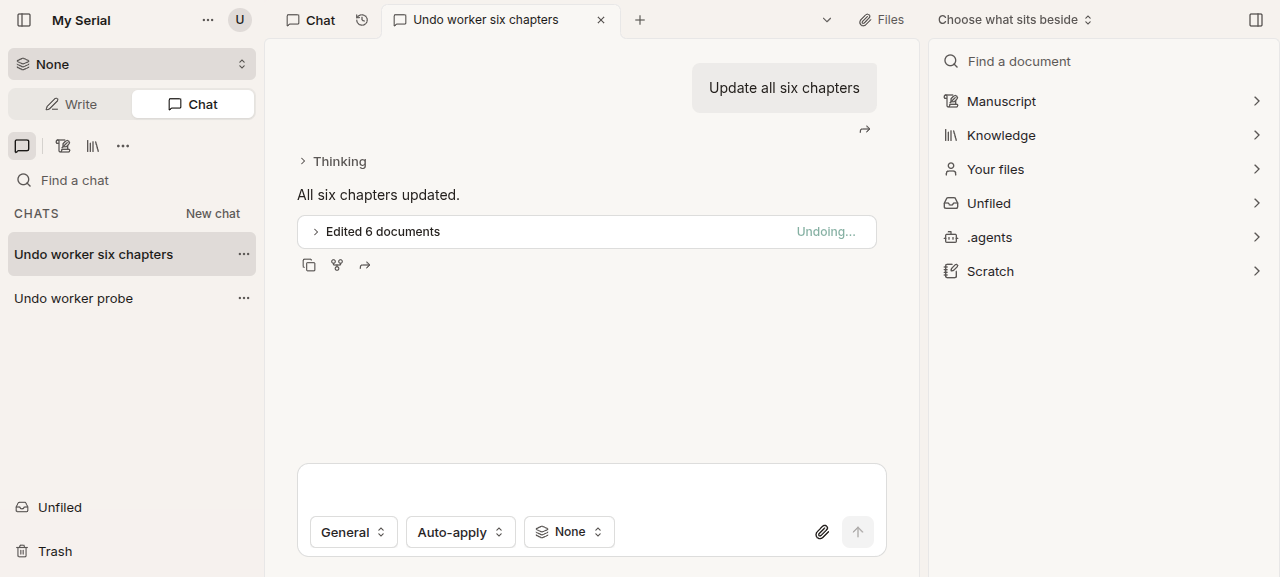 My Serial
U
None
Write
Chat
Find a chat
CHATS
New chat
Undo worker six chapters
Undo worker probe
Unfiled
Trash
Chat
Undo worker six chapters
Files
Choose what sits beside
Update all six chapters
Thinking
All six chapters updated.
Edited 6 documents
Undoing...
General
Auto-apply
None
Find a document
Manuscript
Knowledge
Your files
Unfiled
.agents
Scratch